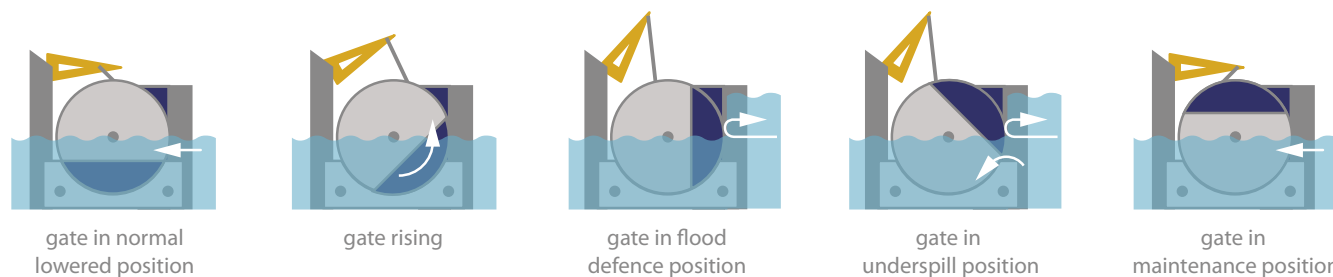 gate in normal
lowered position
gate rising
gate in flood
defence position
gate in
underspill position
gate in
maintenance position